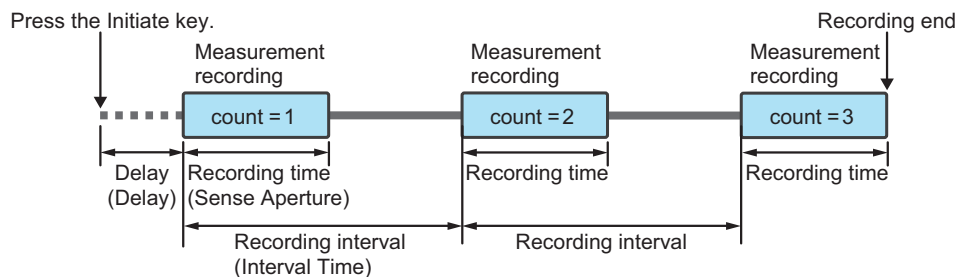 Press the Initiate key.
Recording end
Measurement
recording
Measurement
recording
Measurement
recording
count = 1
count = 2
count = 3
Delay
(Delay)
Recording time
(Sense Aperture)
Recording time
Recording time
Recording interval
(Interval Time)
Recording interval